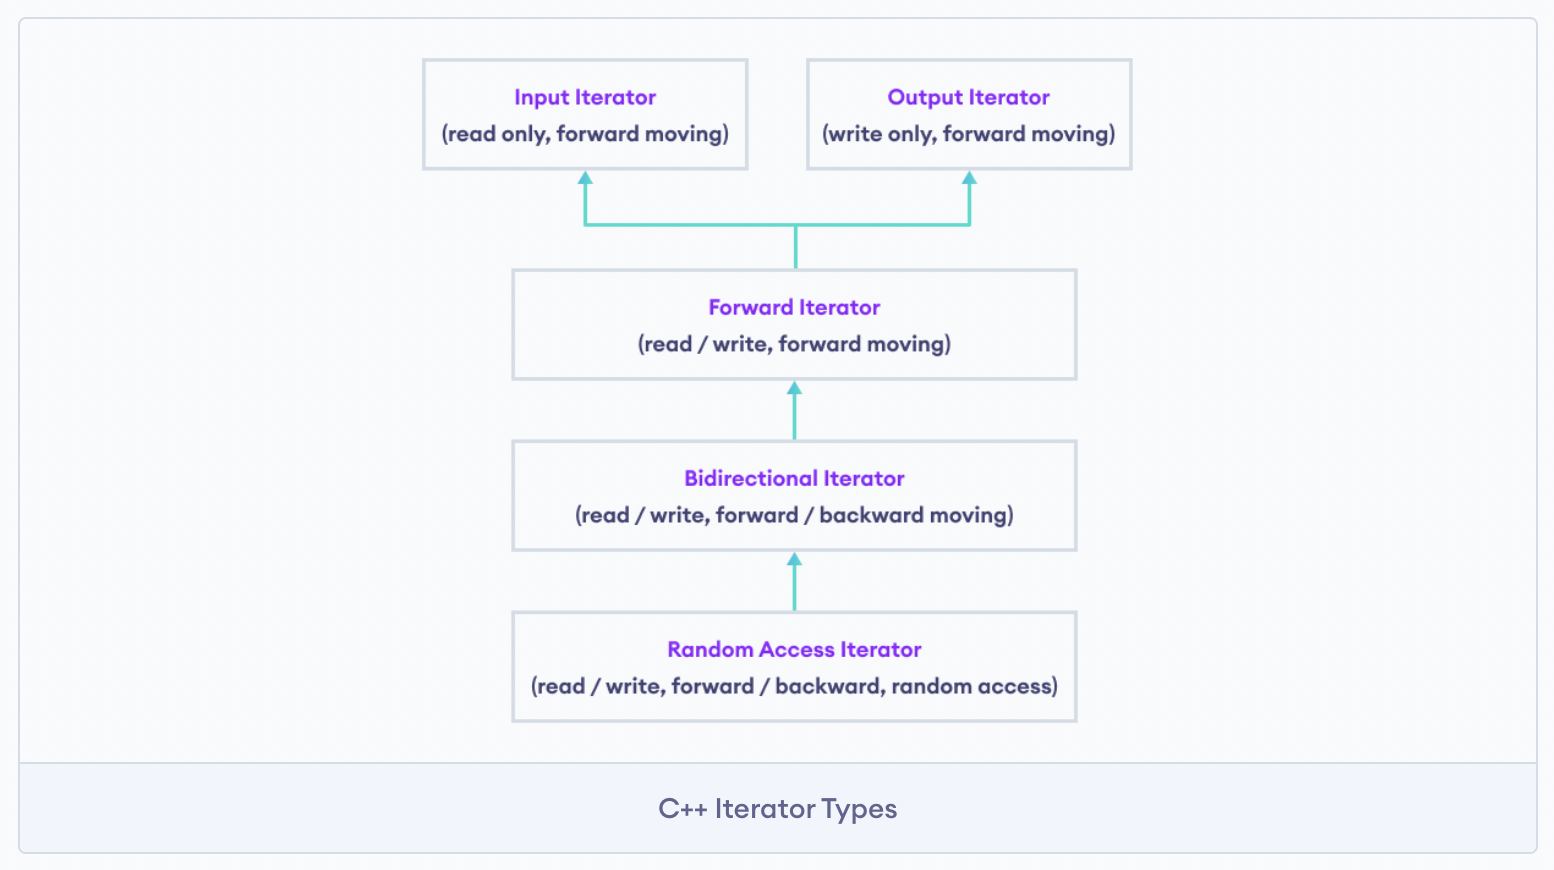 Input Iterator
(read only, forward moving)
Output Iterator
(write only, forward moving)
Forward Iterator
(read / write, forward moving)
Bidirectional Iterator
(read / write, forward / backward moving)
Random Access Iterator
(read / write, forward / backward, random access)
C++ Iterator Types